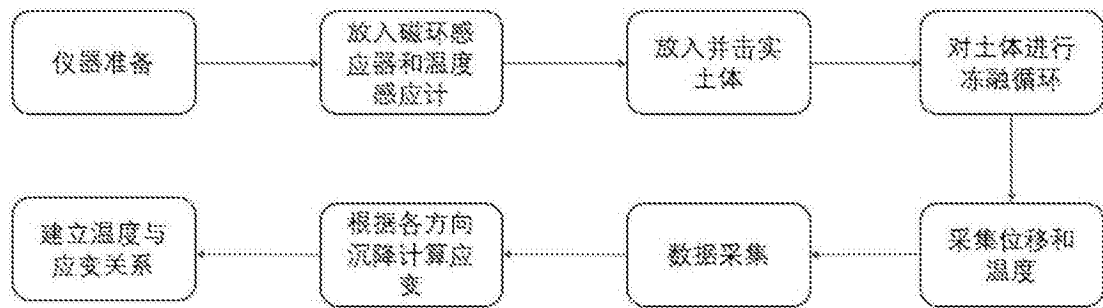 仪器准备
放入磁环感
应器和温度
感应计
放入并击实
土体
对土体进行
冻融循环
采集位移和
温度
数据采集
根据各方向
沉降计算应
变
建立温度与
应变关系